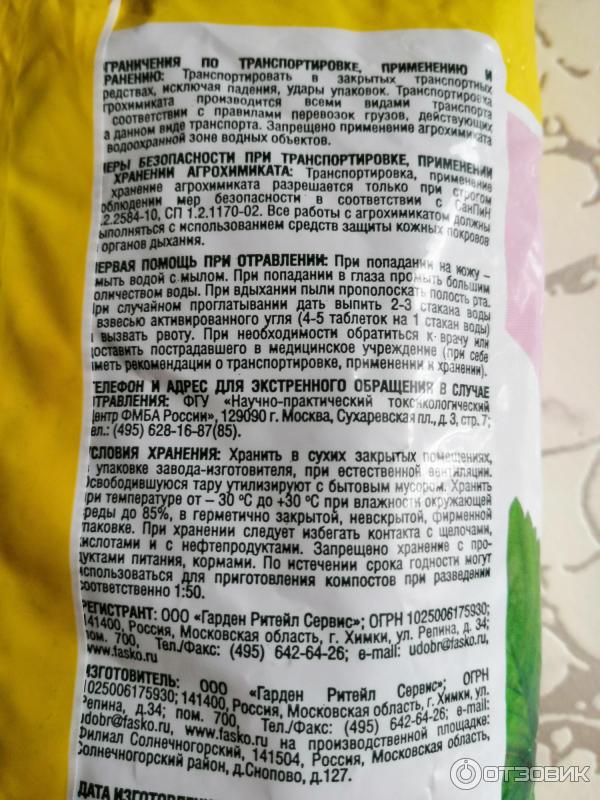 ГРАНИЧЕНИЯ ПО ТРАНСПОРТИРОВКЕ, ПРИМЕНЕНИЮ И
РАНЕНИЮ: Транспортировать в закрытых транспортных
редствах, исключая падения, удары упаковок. Транспортировка
грохимиката производится всеми видами транспорта
соответствии с правилами перевозок грузов, действующих
а данном виде транспорта. Запрещено применение агрохимиката
водоохранной зоне водных объектов.
МЕРЫ БЕЗОПАСНОСТИ ПРИ ТРАНСПОРТИРОВКЕ, ПРИМЕНЕНИИ
ХРАНЕНИИ АГРОХИМИКАТА: Транспортировка, применение
хранение агрохимиката разрешается только при строгом
облюдении мер безопасности в соответствии с СанПиН
.2.2584-10, СП 1.2.1170-02. Все работы с агрохимикатом должны
ыполняться с использованием средств защиты кожных покровов
органов дыхания.
ПЕРВАЯ ПОМОЩЬ ПРИ ОТРАВЛЕНИИ: При попадании на кожу –
мыть водой с мылом. При попадании в глаза промыть большим
оличеством воды. При вдыхании пыли прополоскать полость рта.
При случайном проглатывании дать выпить 2-3 стакана воды
взвесью активированного угля (4-5 таблеток на 1 стакан воды)
вызвать рвоту. При необходимости обратиться к врачу или
доставить пострадавшего в медицинское учреждение (при себе
меть рекомендации о транспортировке, применении и хранении).
ТЕЛЕФОН И АДРЕС ДЛЯ ЭКСТРЕННОГО ОБРАЩЕНИЯ В СЛУЧАЕ
ОТРАВЛЕНИЯ: ФГУ «Научно-практический токсикологический
центр ФМБА России», 129090 г. Москва, Сухаревская пл., д. 3, стр. 7;
тел.: (495) 628-16-87(85).
УСЛОВИЯ ХРАНЕНИЯ: Хранить в сухих закрытых помещениях,
упаковке завода-изготовителя, при естественной вентиляции.
Освободившуюся тару утилизируют с бытовым мусором. Хранить
при температуре от – 30 °С до +30 °С при влажности окружающей
реды до 85%, в герметично закрытой, невскрытой, фирменной
упаковке. При хранении следует избегать контакта с щелочами,
кислотами и с нефтепродуктами. Запрещено хранение с про-
дуктами питания, кормами. По истечении срока годности могут
использоваться для приготовления компостов при разведении
соответственно 1:50.
РЕГИСТРАНТ: ООО «Гарден Ритейл Сервис»; ОГРН 1025006175930;
141400, Россия, Московская область, г. Химки, ул. Репина, д. 34;
пом. 700, Тел./Факс: (495) 642-64-26; e-mail: udobr@fasko.ru,
www.fasko.ru
ИЗГОТОВИТЕЛЬ: ООО «Гарден Ритейл Сервис»; ОГРН
1025006175930; 141400, Россия, Московская область, г. Химки, ул.
Репина, д.34; пом. 700, Тел./Факс: (495) 642-64-26; e-mail:
udobr@fasko.ru, www.fasko.ru на производственной площадке:
Филиал Солнечногорский, 141504, Россия, Московская область,
Солнечногорский район, д.Снопово, д.127.
ДАТА ИЗГОТОВЛЕНИЯ
ОТЗОВИК